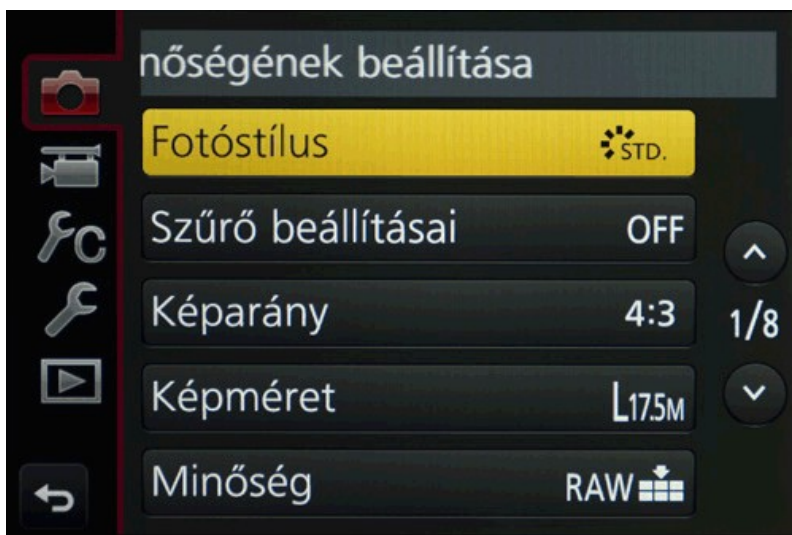 nőségének beállítása
Fotóstílus STD.
Szűrő beállításai OFF
Képarány 4:3
1/8
Képméret L17.5M
Minőség RAW
C